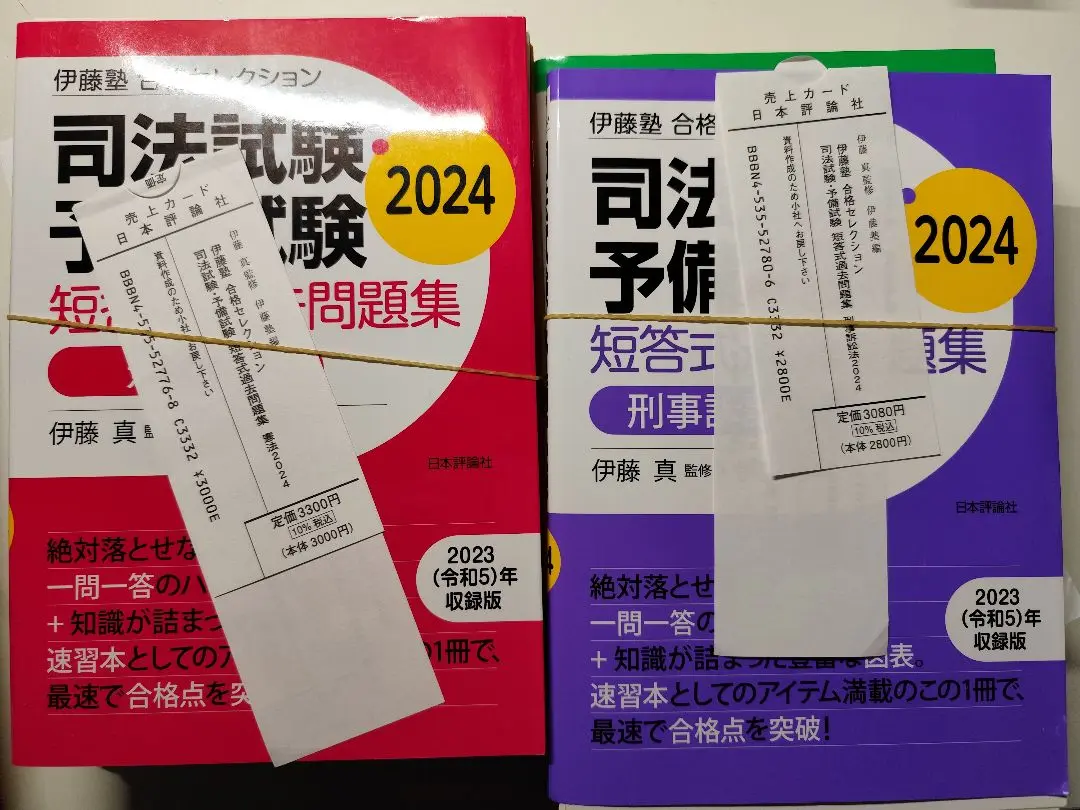 伊藤塾 合格セレクション
司法試験
予 試験
2024
短 去問題集
伊藤 真 監
日本評論社
絶対落とせな
一問一答のハ
+ 知識が詰まっ
速習本としてのア の1冊で、
最速で合格点を突
2023
(令和5)年
収録版
売上カード
日本評論社
伊藤 真 監修 伊藤塾 編
伊藤塾 合格セレクション
司法試験・予備試験 短答式過去問題集 憲法2024
資料作成のため小社へお戻し下さい
BBBN4-535-52776-8 C3332 ¥3000E
定価3300円
10%税込
(本体3000円)
伊藤塾 合格
司法
予備
2024
短答式 題集
刑事訴
伊藤 真 監修
日本評論社
絶対落とせ
一問一答の
+ 知識が詰まった豊富な図表。
速習本としてのアイテム満載のこの1冊で、
最速で合格点を突破!
2023
(令和5)年
収録版
売上カード
日本評論社
伊藤 真 監修 伊藤塾 編
伊藤塾 合格セレクション
司法試験・予備試験 短答式過去問題集 刑事訴訟法2024
資料作成のため小社へお戻し下さい
BBBN4-535-52780-6 C3332 ¥2800E
定価3080円
10%税込
(本体2800円)